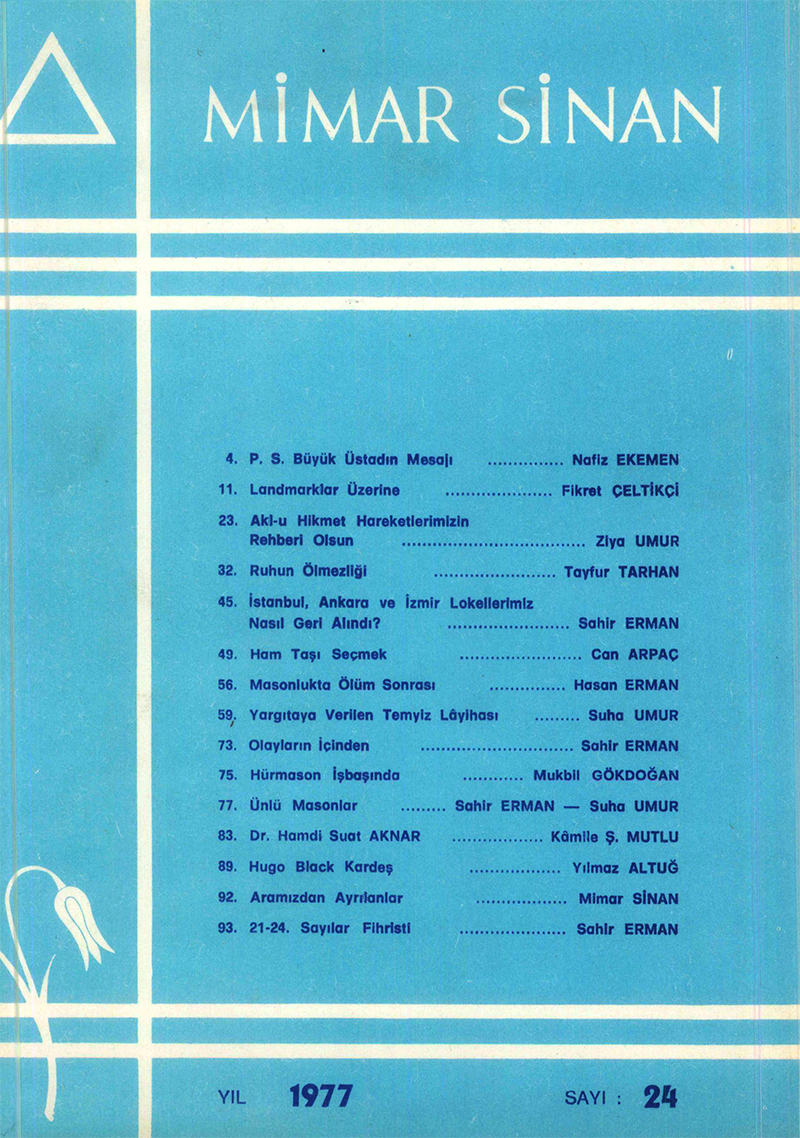 MİMAR SİNAN
4. P. S. Büyük Üstadın Mesajı ............... Nafiz EKEMEN
11. Landmarklar Üzerine ..................... Fikret ÇELTİKÇİ
23. Akl-u Hikmet Hareketlerimizin
Rehberi Olsun ................................... Ziya UMUR
32. Ruhun Ölmezliği ........................ Tayfur TARHAN
45. İstanbul, Ankara ve İzmir Lokellerimiz
Nasıl Geri Alındı? ........................ Sahir ERMAN
49. Ham Taşı Seçmek ........................ Can ARPAÇ
56. Masonlukta Ölüm Sonrası ............... Hasan ERMAN
59. Yargıtaya Verilen Temyiz Lâyihası ......... Suha UMUR
73. Olayların İçinden .............................. Sahir ERMAN
75. Hürmason İşbaşında ............ Mukbil GÖKDOĞAN
77. Ünlü Masonlar ......... Sahir ERMAN — Suha UMUR
83. Dr. Hamdi Suat AKNAR .................. Kâmile Ş. MUTLU
89. Hugo Black Kardeş .................. Yılmaz ALTUĞ
92. Aramızdan Ayrılanlar .................. Mimar SİNAN
93. 21-24. Sayılar Fihristi ..................... Sahir ERMAN
YIL 1977 SAYI : 24